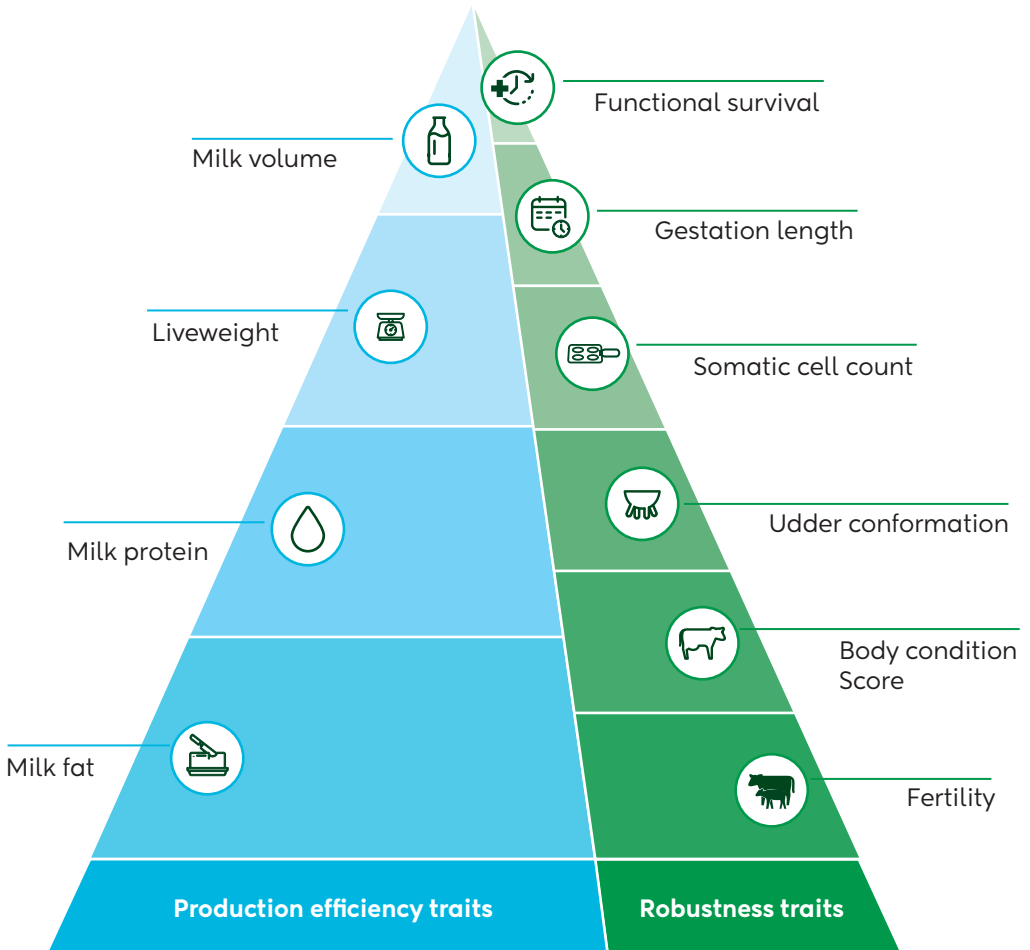 Functional survival
Milk volume
Gestation length
Liveweight
Somatic cell count
Udder conformation
Milk protein
Body condition
Score
Milk fat
Fertility
Production efficiency traits
Robustness traits